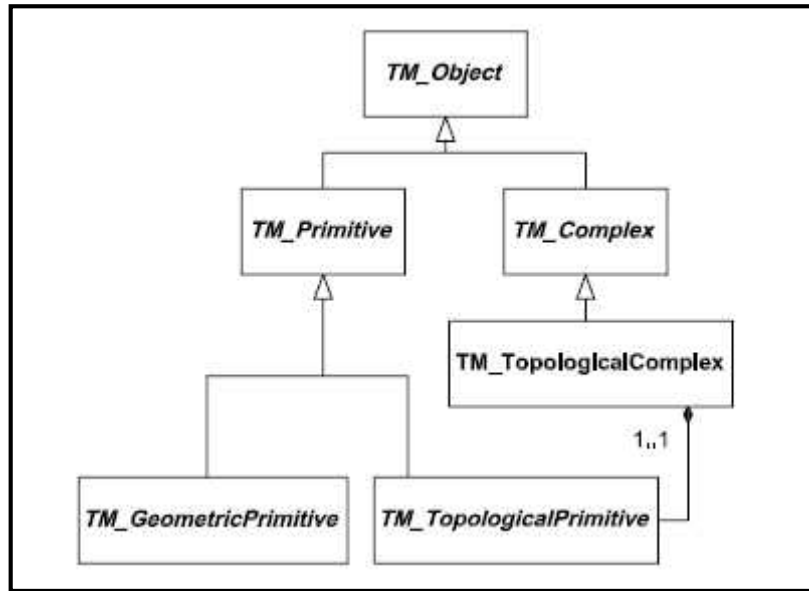 TM_Object
TM_Primitive
TM_Complex
TM_TopologicalComplex
1..1
TM_GeometricPrimitive
TM_TopologicalPrimitive